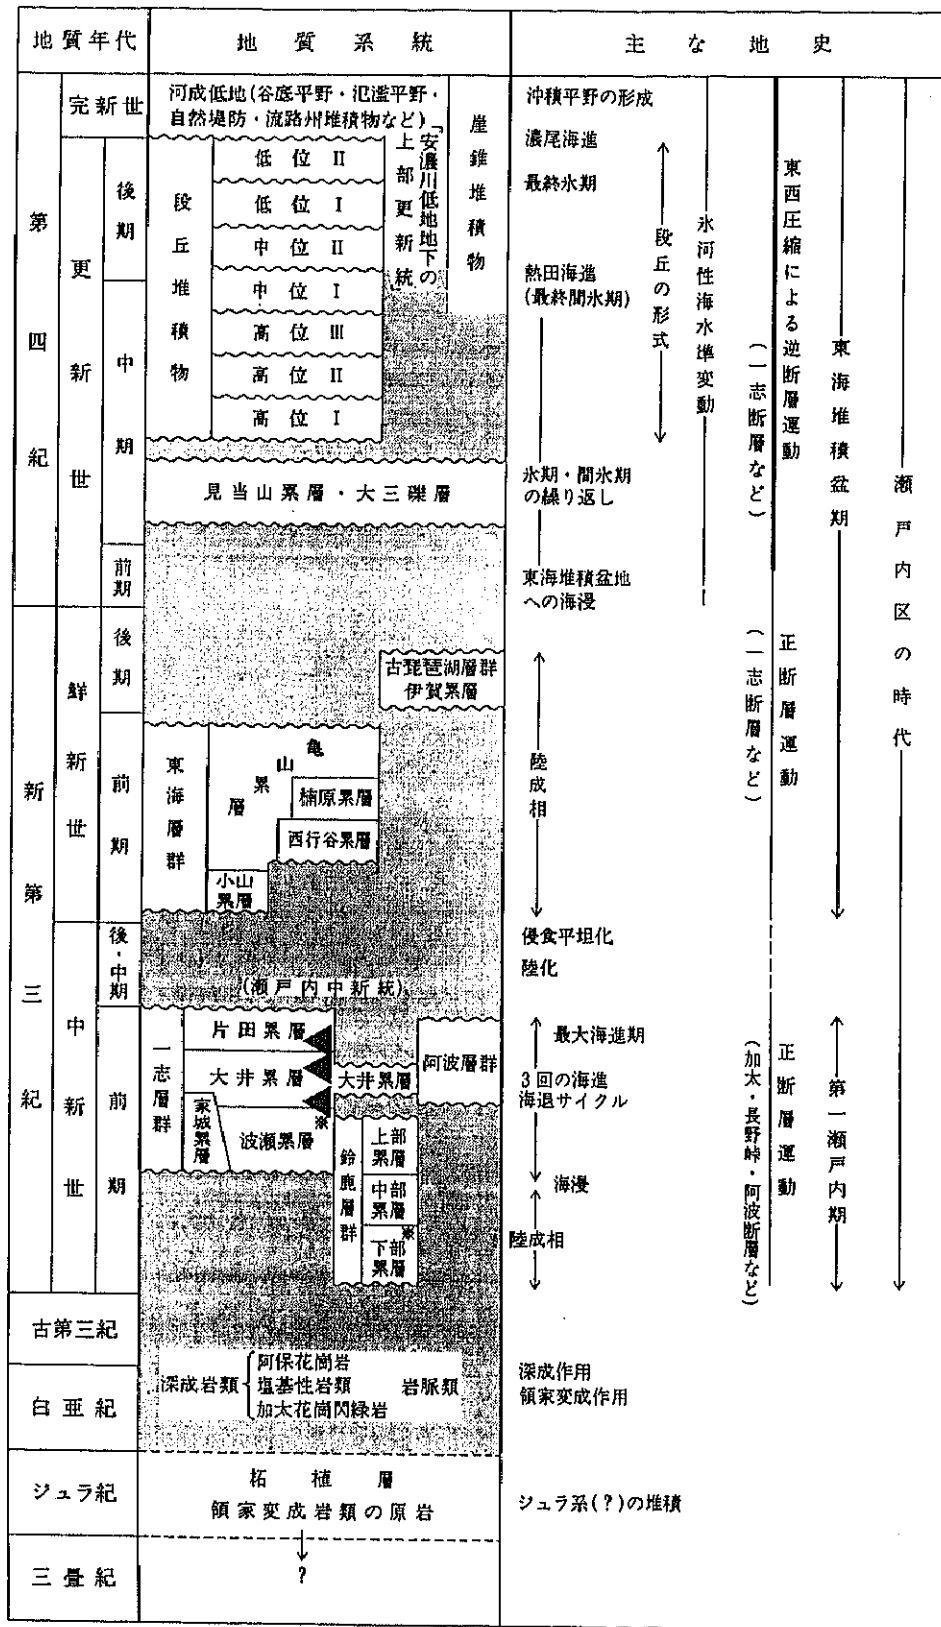 地質年代
地質系統
主な地史
第四紀
更新世
完新世
後期
中期
前期
新第三紀
鮮新世
後期
前期
中新世
後・中期
前期
古第三紀
白亜紀
ジュラ紀
三畳紀
河成低地(谷底平野・氾濫平野・
自然堤防・流路州堆積物など)
段丘堆積物
低位 II
低位 I
中位 II
中位 I
高位 III
高位 II
高位 I
「安濃川低地地下の
上部更新統」
崖錐堆積物
見当山累層・大三礫層
古琵琶湖層群
伊賀累層
東海層群
亀山累層
楠原累層
西行谷累層
小山
累層
(瀬戸内中新統)
一志層群
片田累層
大井累層
家城累層
波瀬累層
※
大井累層
鈴鹿層群
上部
累層
中部
累層
※
下部
累層
阿波層群
深成岩類
阿保花崗岩
塩基性岩類
加太花崗閃緑岩
岩脈類
柘植層
領家変成岩類の原岩
?
沖積平野の形成
濃尾海進
最終氷期
熱田海進
(最終間氷期)
氷期・間氷期
の繰り返し
東海堆積盆地
への海浸
陸成相
侵食平坦化
陸化
最大海進期
3回の海進
海退サイクル
海浸
陸成相
深成作用
領家変成作用
ジュラ系(?)の堆積
段丘の形式
氷河性海水準変動
東西圧縮による逆断層運動
(一志断層など)
正断層運動
(一志断層など)
正断層運動
(加太・長野峠・阿波断層など)
東海堆積盆期
第一瀬戸内期
瀬戸内区の時代